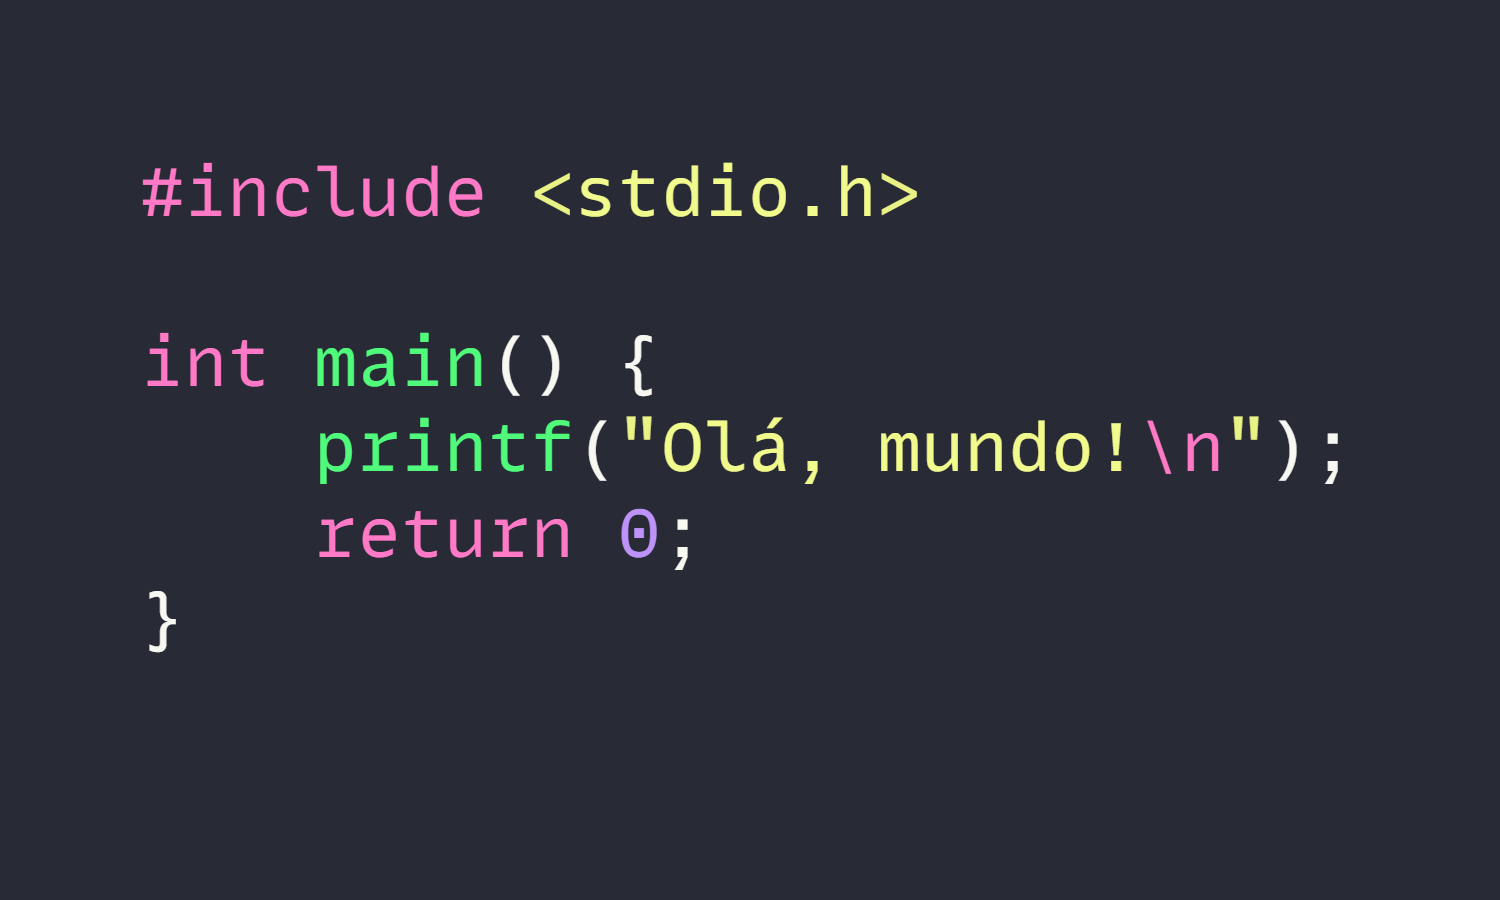 #include <stdio.h>
int main() {
    printf("Olá, mundo!\n");
    return 0;
}